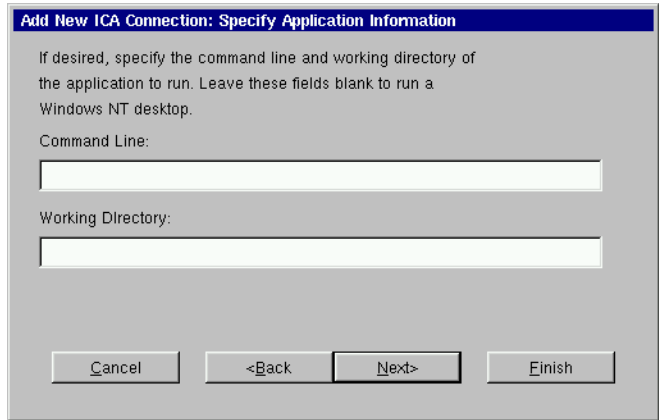 Add New ICA Connection: Specify Application Information
If desired, specify the command line and working directory of
the application to run. Leave these fields blank to run a
Windows NT desktop.
Command Line:
Working DIrectory:
Cancel
<Back
Next>
Finish